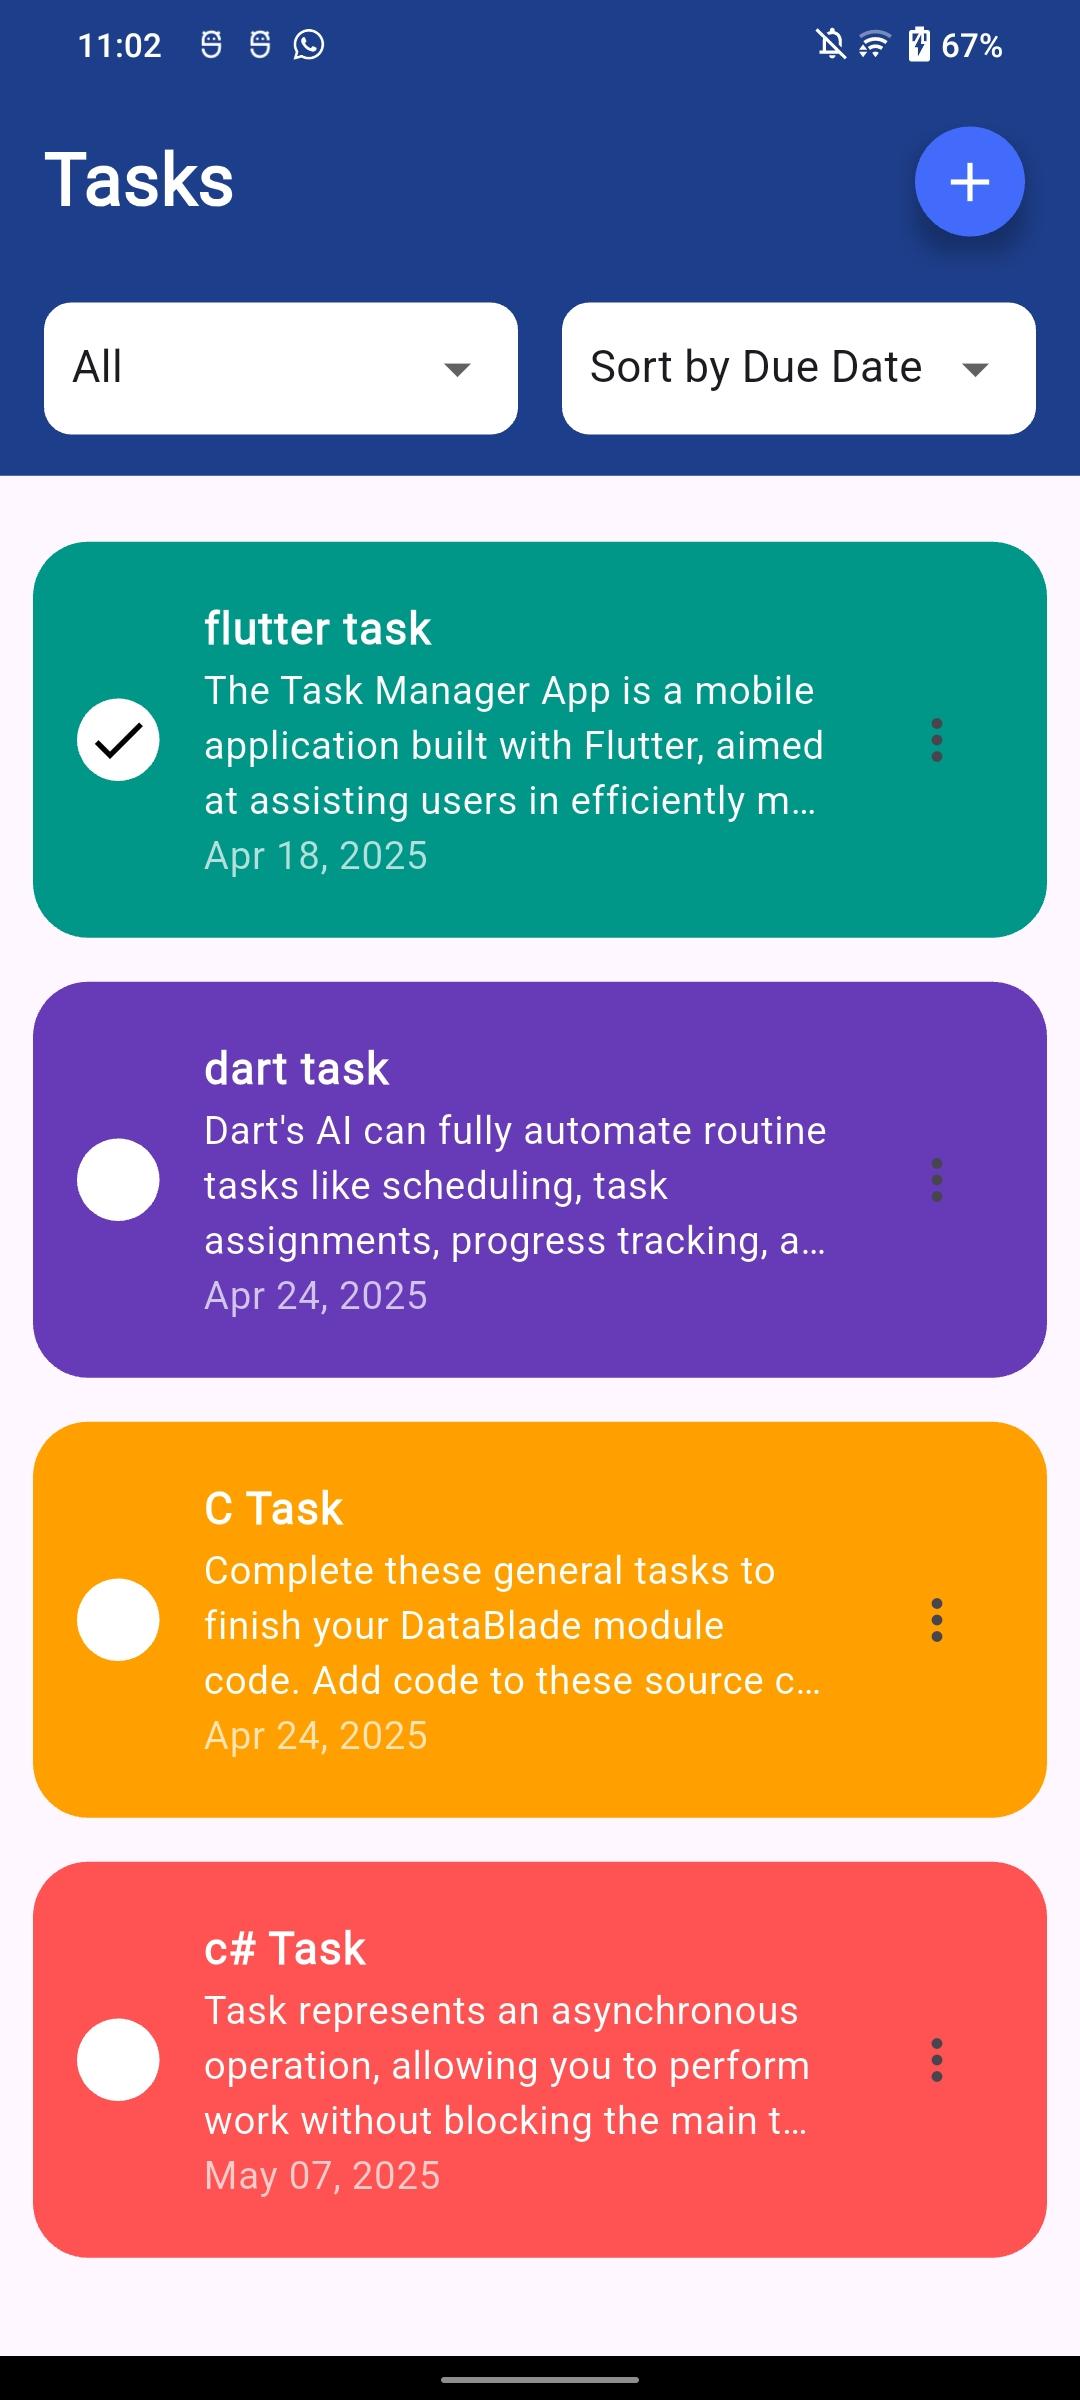 11:02
67%
Tasks
All
Sort by Due Date
flutter task
The Task Manager App is a mobile
application built with Flutter, aimed
at assisting users in efficiently m…
Apr 18, 2025
dart task
Dart's AI can fully automate routine
tasks like scheduling, task
assignments, progress tracking, a…
Apr 24, 2025
C Task
Complete these general tasks to
finish your DataBlade module
code. Add code to these source c…
Apr 24, 2025
c# Task
Task represents an asynchronous
operation, allowing you to perform
work without blocking the main t…
May 07, 2025